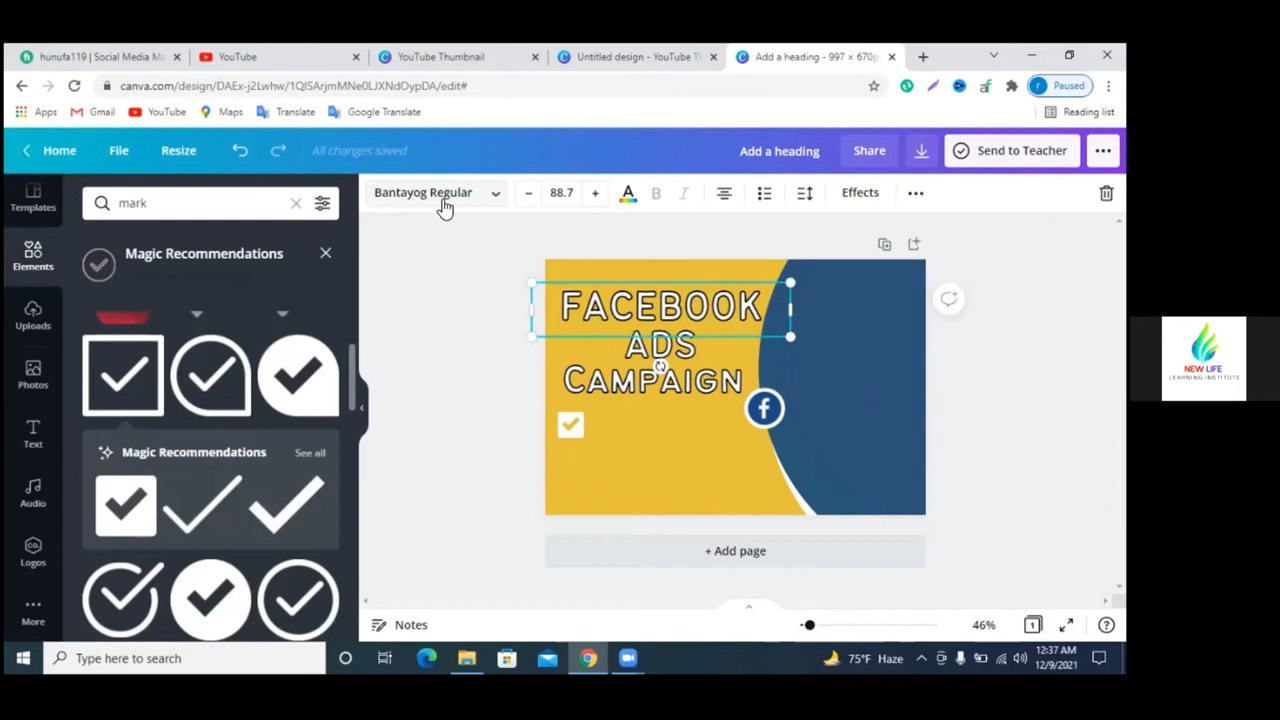 hunufa119 | Social Media Ma
YouTube
YouTube Thumbnail
Untitled design - YouTube Th
Add a heading - 997 × 670p
canva.com/design/DAEx-j2Lwhw/1QlSArjmMNe0LJXNdOypDA/edit#
Paused
Apps
Gmail
YouTube
Maps
Translate
Google Translate
Reading list
Home
File
Resize
All changes saved
Add a heading
Share
Send to Teacher
Templates
Elements
Uploads
Photos
Text
Audio
Logos
More
mark
Magic Recommendations
Magic Recommendations
See all
Bantayog Regular
88.7
A
B
I
Effects
FACEBOOK
ADS
CAMPAIGN
+ Add page
Notes
46%
1
NEW LIFE
LEARNING INSTITUTE
Type here to search
75°F Haze
12:37 AM
12/9/2021